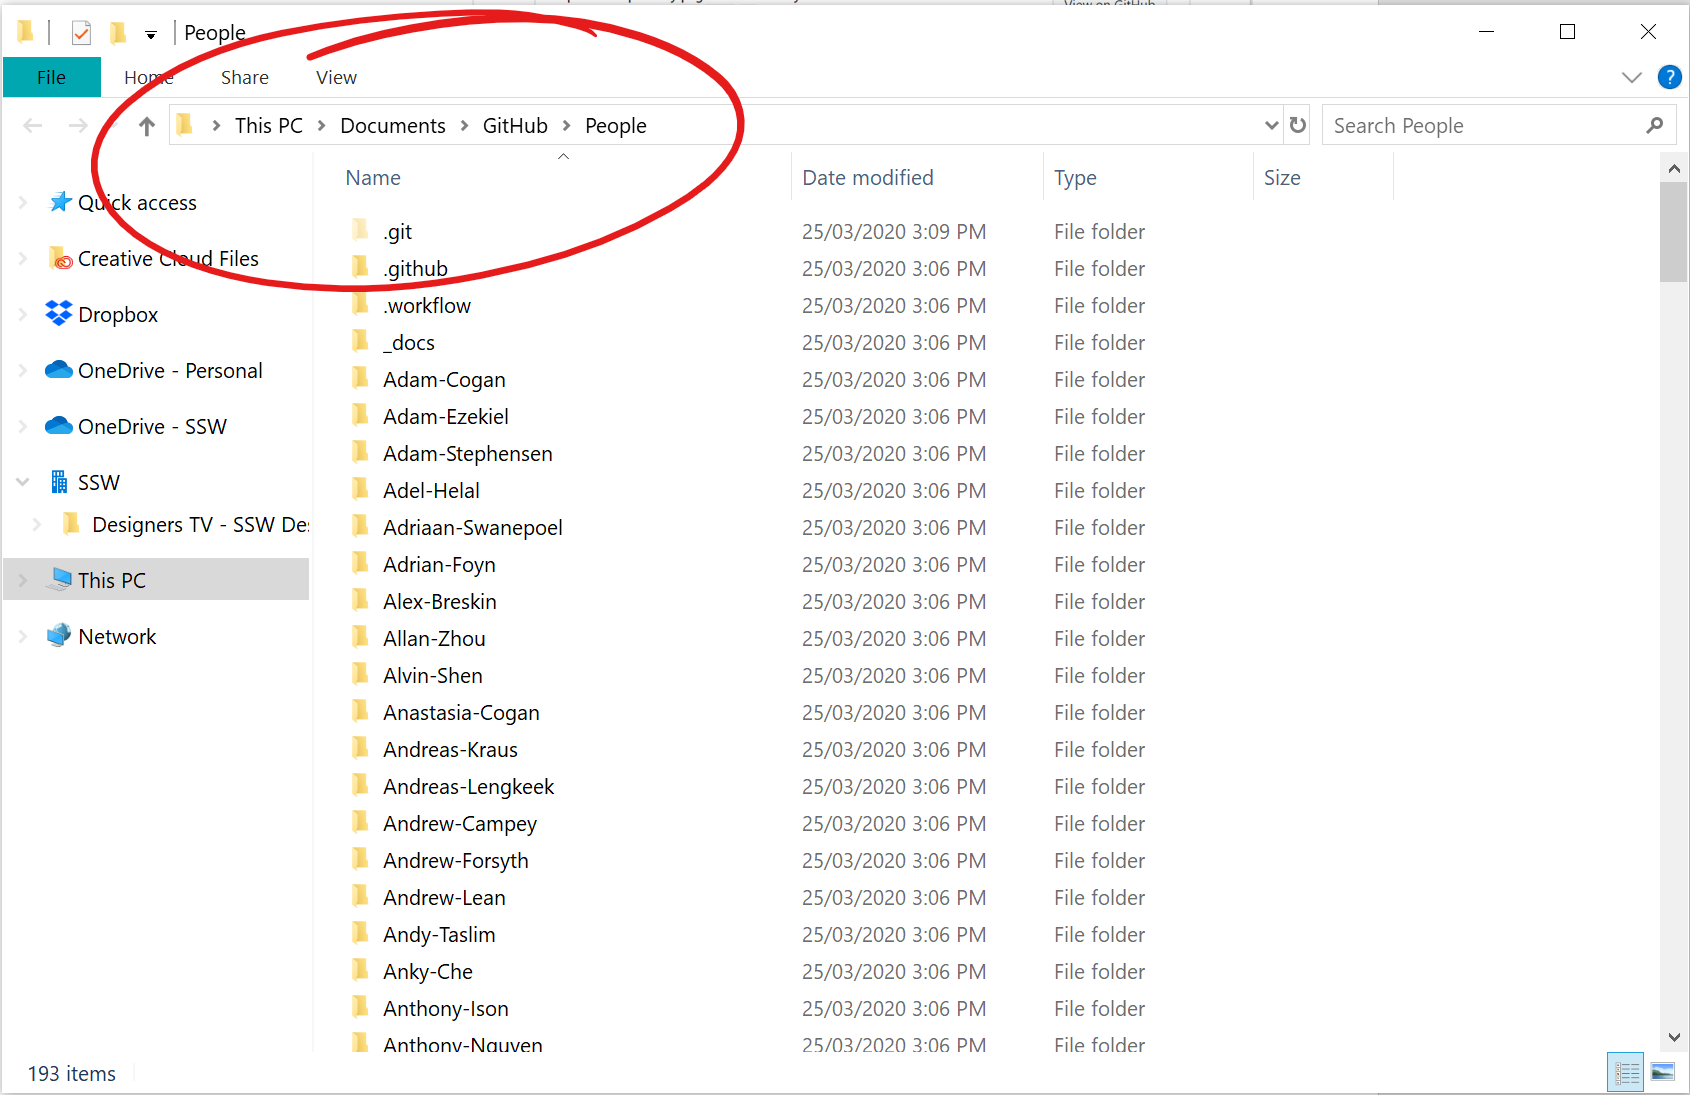 View on GitHub
People
File Home Share View
This PC Documents GitHub People
Search People
Name Date modified Type Size
Quick access
Creative Cloud Files
Dropbox
OneDrive - Personal
OneDrive - SSW
SSW
Designers TV - SSW Des
This PC
Network
.git 25/03/2020 3:09 PM File folder
.github 25/03/2020 3:06 PM File folder
.workflow 25/03/2020 3:06 PM File folder
_docs 25/03/2020 3:06 PM File folder
Adam-Cogan 25/03/2020 3:06 PM File folder
Adam-Ezekiel 25/03/2020 3:06 PM File folder
Adam-Stephensen 25/03/2020 3:06 PM File folder
Adel-Helal 25/03/2020 3:06 PM File folder
Adriaan-Swanepoel 25/03/2020 3:06 PM File folder
Adrian-Foyn 25/03/2020 3:06 PM File folder
Alex-Breskin 25/03/2020 3:06 PM File folder
Allan-Zhou 25/03/2020 3:06 PM File folder
Alvin-Shen 25/03/2020 3:06 PM File folder
Anastasia-Cogan 25/03/2020 3:06 PM File folder
Andreas-Kraus 25/03/2020 3:06 PM File folder
Andreas-Lengkeek 25/03/2020 3:06 PM File folder
Andrew-Campey 25/03/2020 3:06 PM File folder
Andrew-Forsyth 25/03/2020 3:06 PM File folder
Andrew-Lean 25/03/2020 3:06 PM File folder
Andy-Taslim 25/03/2020 3:06 PM File folder
Anky-Che 25/03/2020 3:06 PM File folder
Anthony-Ison 25/03/2020 3:06 PM File folder
Anthony-Nguyen 25/03/2020 3:06 PM File folder
193 items